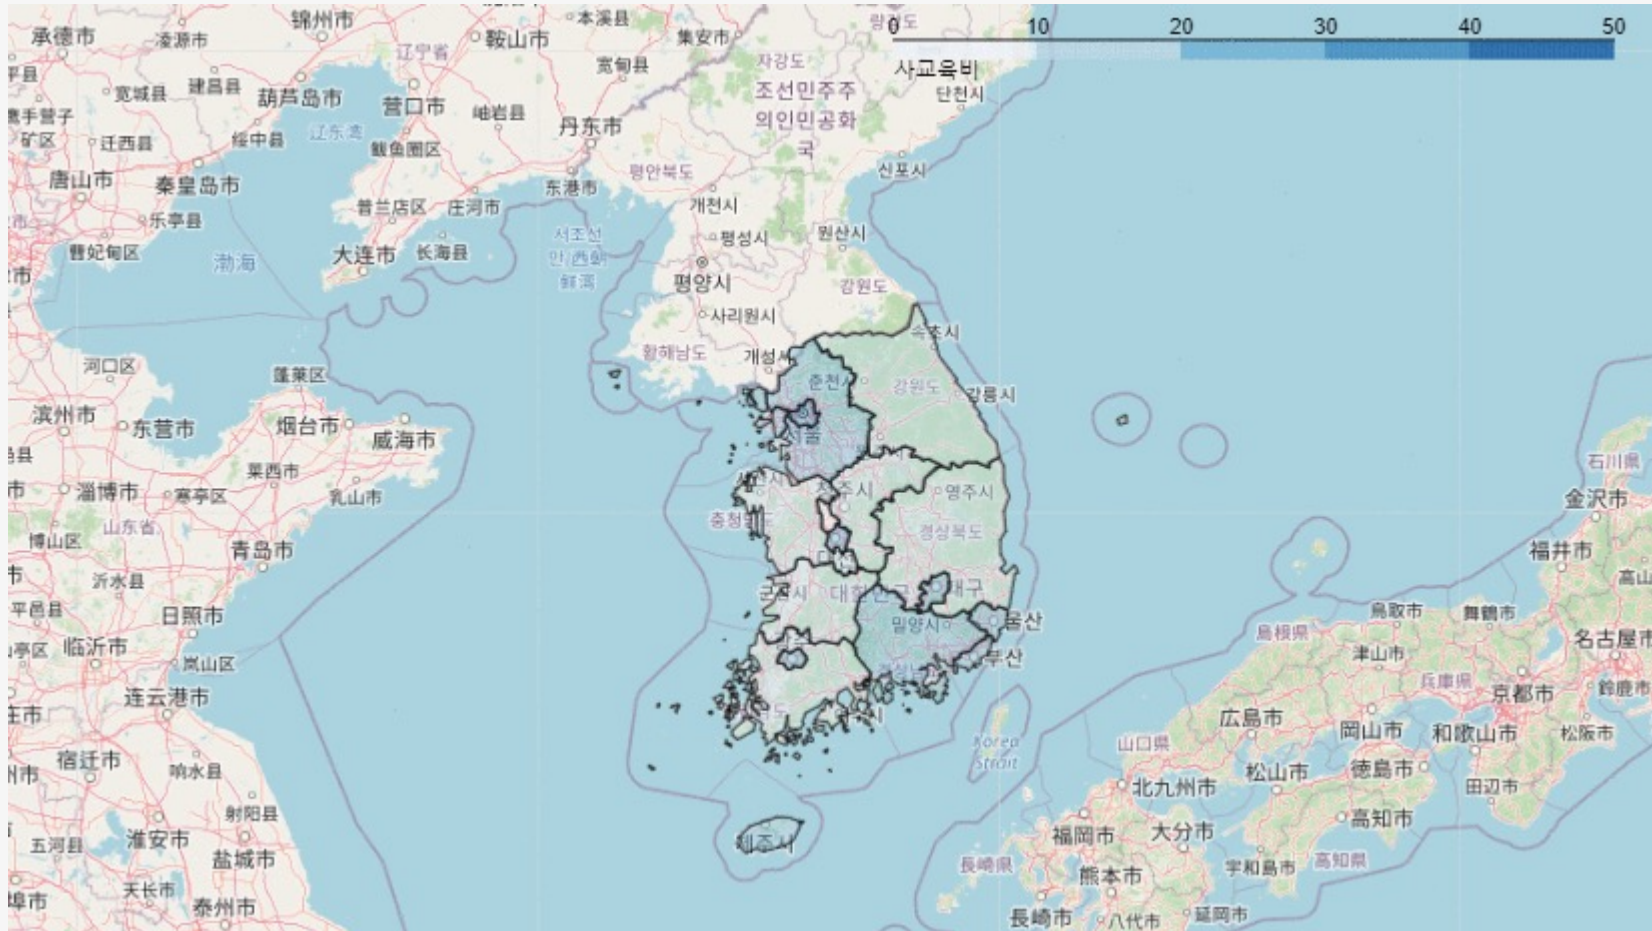 0 10 20 30 40 50
사교육비
承德市
凌源市
锦州市
辽宁省
鞍山市
本溪县
集安市
宽甸县
자강도
조선민주주
의인민공화
국
단천시
平县
宽城县
建昌县
葫芦岛市
营口市
岫岩县
丹东市
鹰手营子
矿区
迁西县
绥中县
辽东湾
鲅鱼圈区
평안북도
신포시
唐山市
秦皇岛市
东港市
普兰店区
庄河市
개천시
乐亭县
曹妃甸区
渤海
大连市
长海县
서조선
만/西朝
鲜湾
평성시
원산시
평양시
강원도
사리원시
황해남도
개성시
속초시
河口区
蓬莱区
춘천시
강원도
강릉시
滨州市
东营市
烟台市
威海市
서울
莱西市
淄博市
寒亭区
乳山市
청주시
영주시
石川県
金沢市
山东省
博山区
青岛市
경상북도
福井市
沂水县
대구
平邑县
日照市
临沂市
岚山区
대한민국
군산시
밀양시
울산
부산
鳥取市
舞鶴市
島根県
津山市
名古屋市
连云港市
兵庫県
京都市
鈴鹿市
広島市
岡山市
和歌山市
松阪市
Korea
Strait
山口県
宿迁市
响水县
北九州市
松山市
徳島市
田辺市
射阳县
제주시
福岡市
大分市
高知市
五河县
淮安市
盐城市
長崎県
熊本市
宇和島市
高知県
天长市
泰州市
長崎市
八代市
延岡市